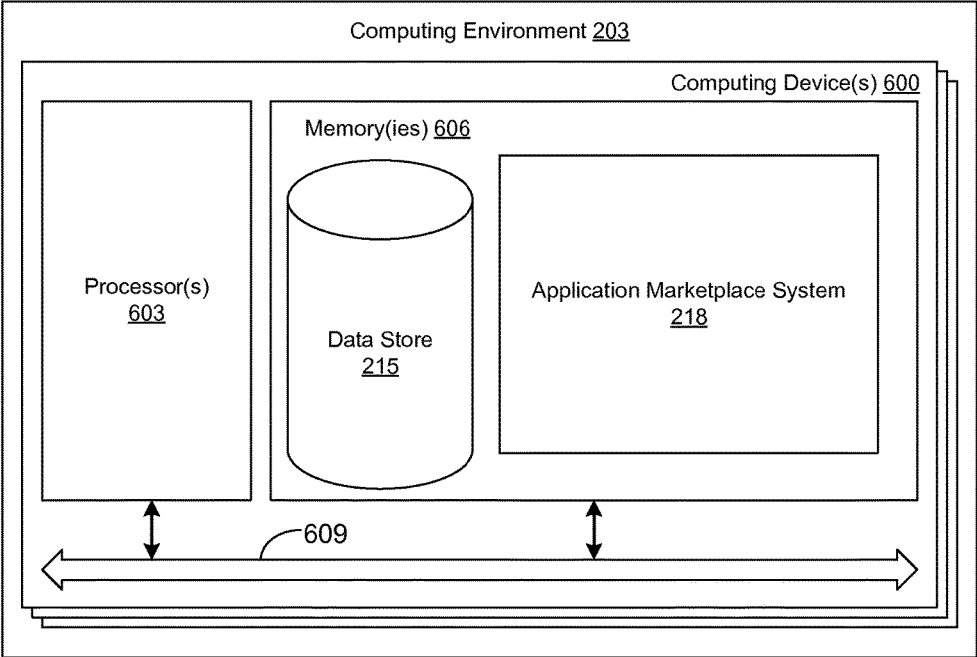 Computing Environment 203
Computing Device(s) 600
Memory(ies) 606
Processor(s)
603
Data Store
215
Application Marketplace System
218
609